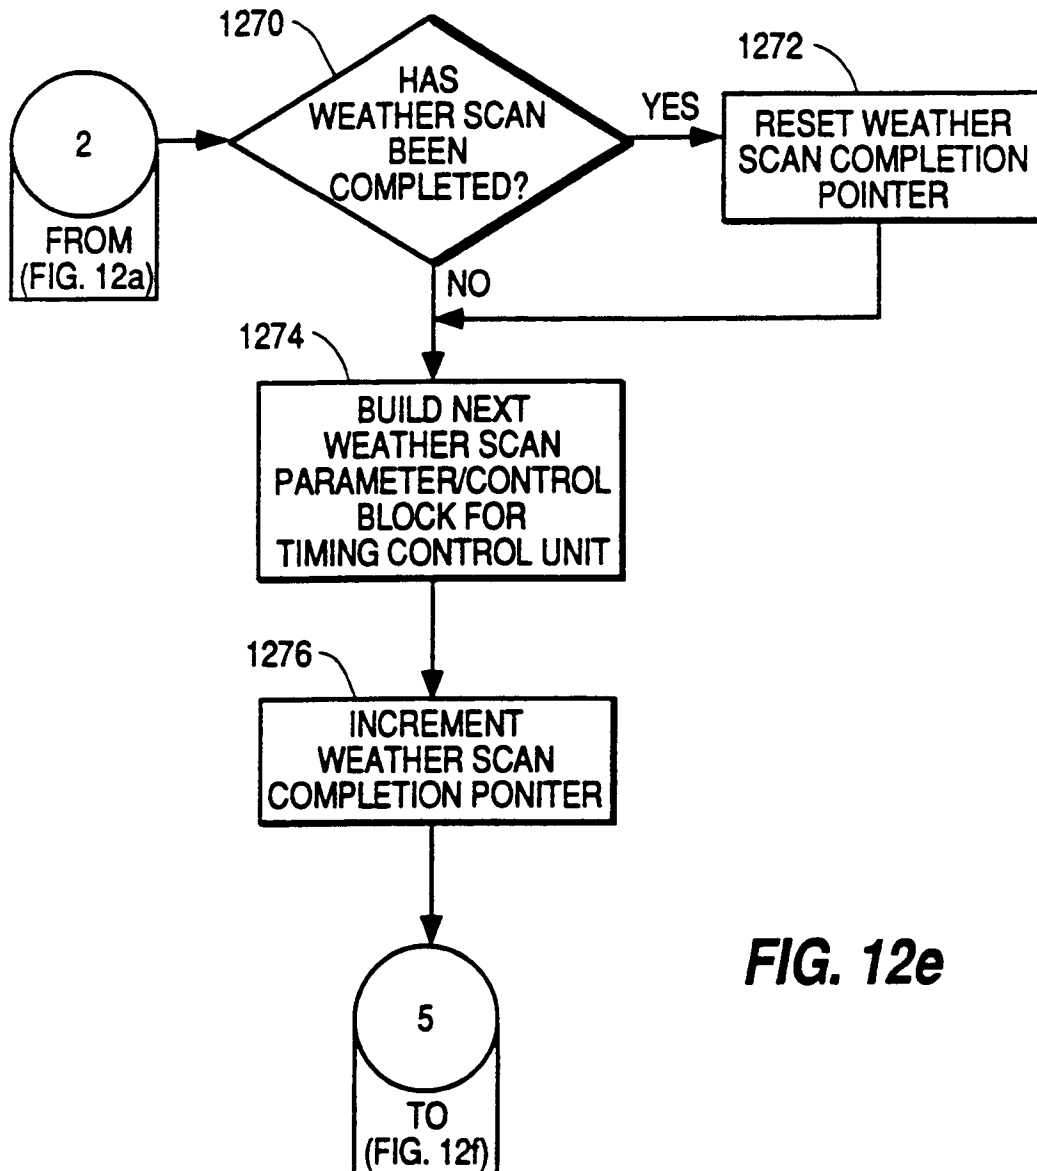 1270
HAS
WEATHER SCAN
BEEN
COMPLETED?
YES
1272
RESET WEATHER
SCAN COMPLETION
POINTER
2
FROM
(FIG. 12a)
NO
1274
BUILD NEXT
WEATHER SCAN
PARAMETER/CONTROL
BLOCK FOR
TIMING CONTROL UNIT
1276
INCREMENT
WEATHER SCAN
COMPLETION PONITER
5
TO
(FIG. 12f)
FIG. 12e